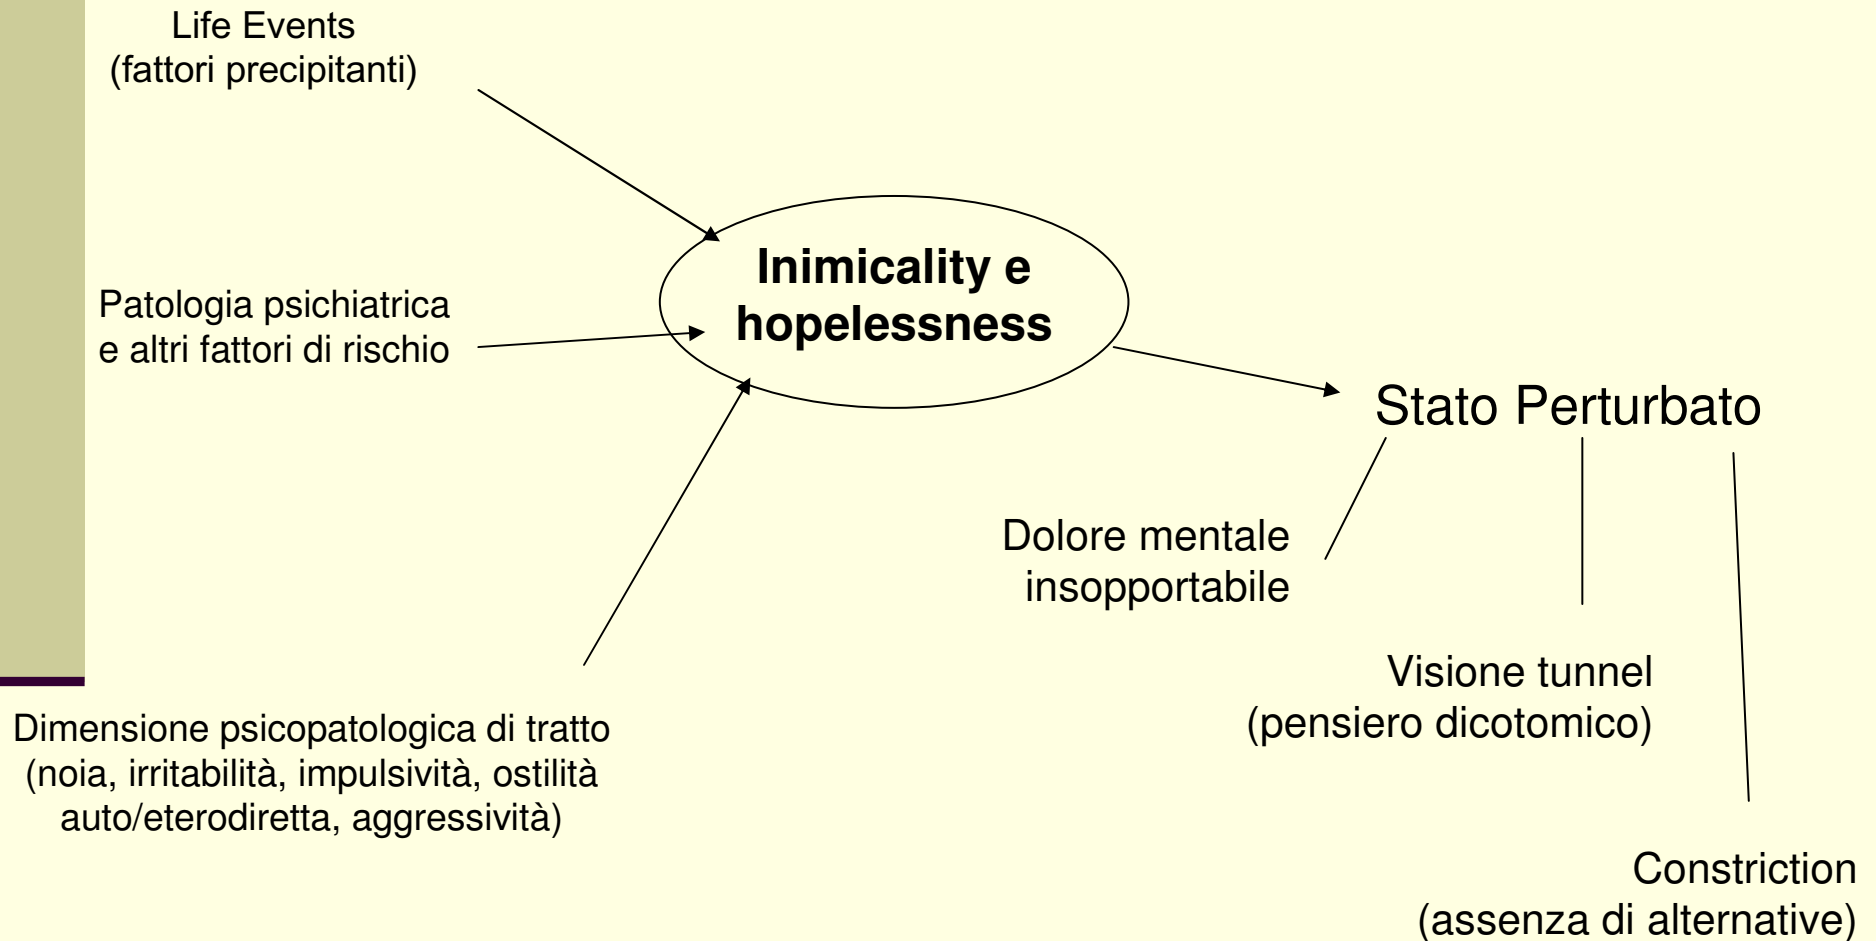 Life Events
(fattori precipitanti)
Inimicality e
hopelessness
Patologia psichiatrica
e altri fattori di rischio
Stato Perturbato
Dolore mentale
insopportabile
Visione tunnel
(pensiero dicotomico)
Dimensione psicopatologica di tratto
(noia, irritabilità, impulsività, ostilità
auto/eterodiretta, aggressività)
Constriction
(assenza di alternative)